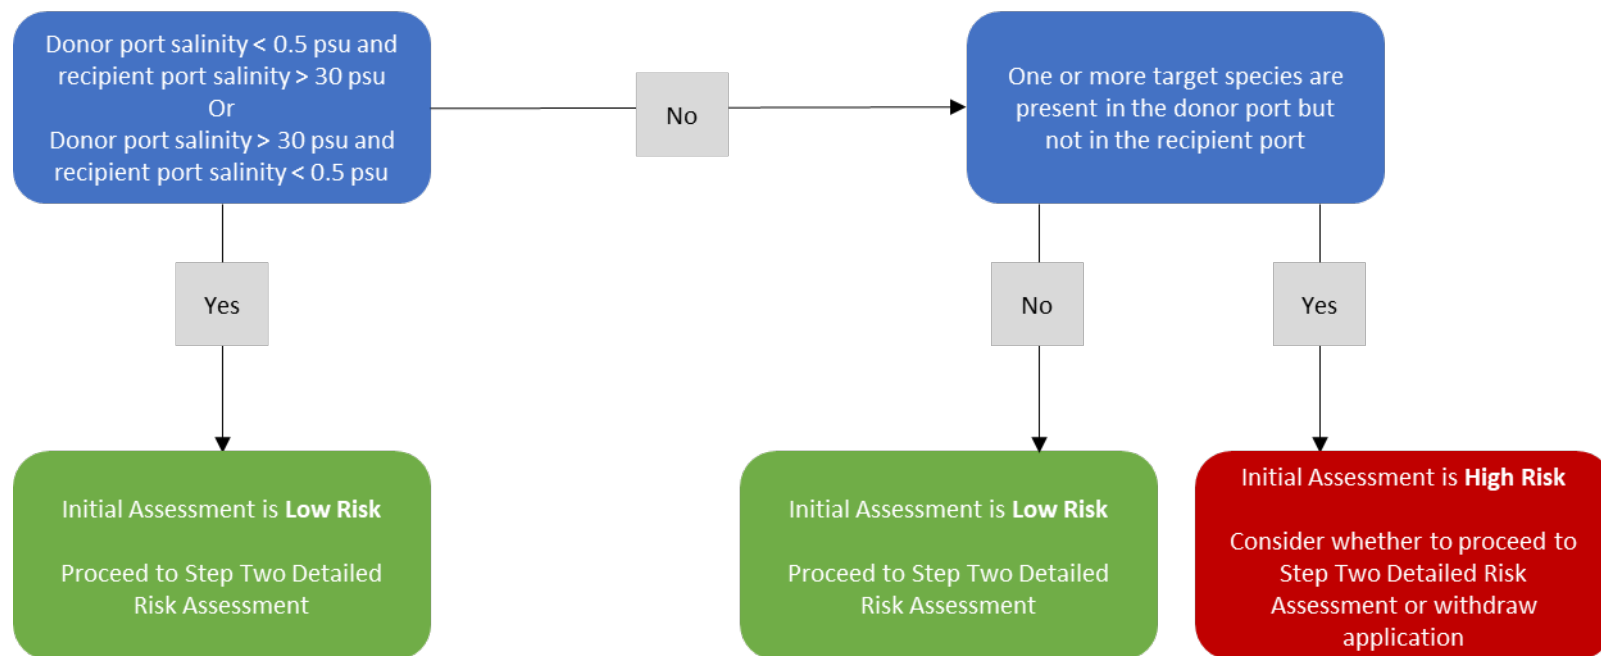 Donor port salinity < 0.5 psu and
recipient port salinity > 30 psu
Or
Donor port salinity > 30 psu and
recipient port salinity < 0.5 psu
No
One or more target species are
present in the donor port but
not in the recipient port
Yes
No
Yes
Initial Assessment is Low Risk
Proceed to Step Two Detailed
Risk Assessment
Initial Assessment is Low Risk
Proceed to Step Two Detailed
Risk Assessment
Initial Assessment is High Risk
Consider whether to proceed to
Step Two Detailed Risk
Assessment or withdraw
application